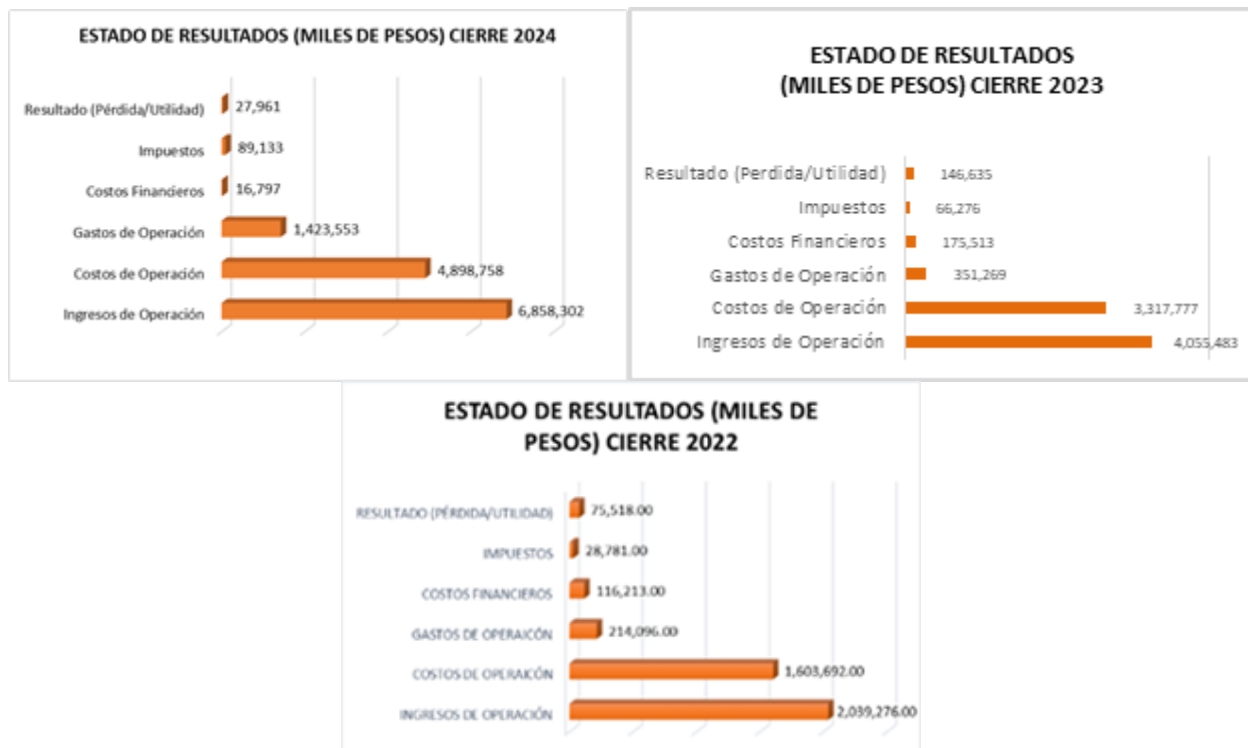 ESTADO DE RESULTADOS (MILES DE PESOS) CIERRE 2024
Resultado (Pérdida/Utilidad) 27,961
Impuestos 89,133
Costos Financieros 16,797
Gastos de Operación 1,423,553
Costos de Operación 4,898,758
Ingresos de Operación 6,858,302
ESTADO DE RESULTADOS
(MILES DE PESOS) CIERRE 2023
Resultado (Perdida/Utilidad) 146,635
Impuestos 66,276
Costos Financieros 175,513
Gastos de Operación 351,269
Costos de Operación 3,317,777
Ingresos de Operación 4,055,483
ESTADO DE RESULTADOS (MILES DE
PESOS) CIERRE 2022
RESULTADO (PÉRDIDA/UTILIDAD) 75,518.00
IMPUESTOS 28,781.00
COSTOS FINANCIEROS 116,213.00
GASTOS DE OPERAICÓN 214,096.00
COSTOS DE OPERAICÓN 1,603,692.00
INGRESOS DE OPERACIÓN 2,039,276.00